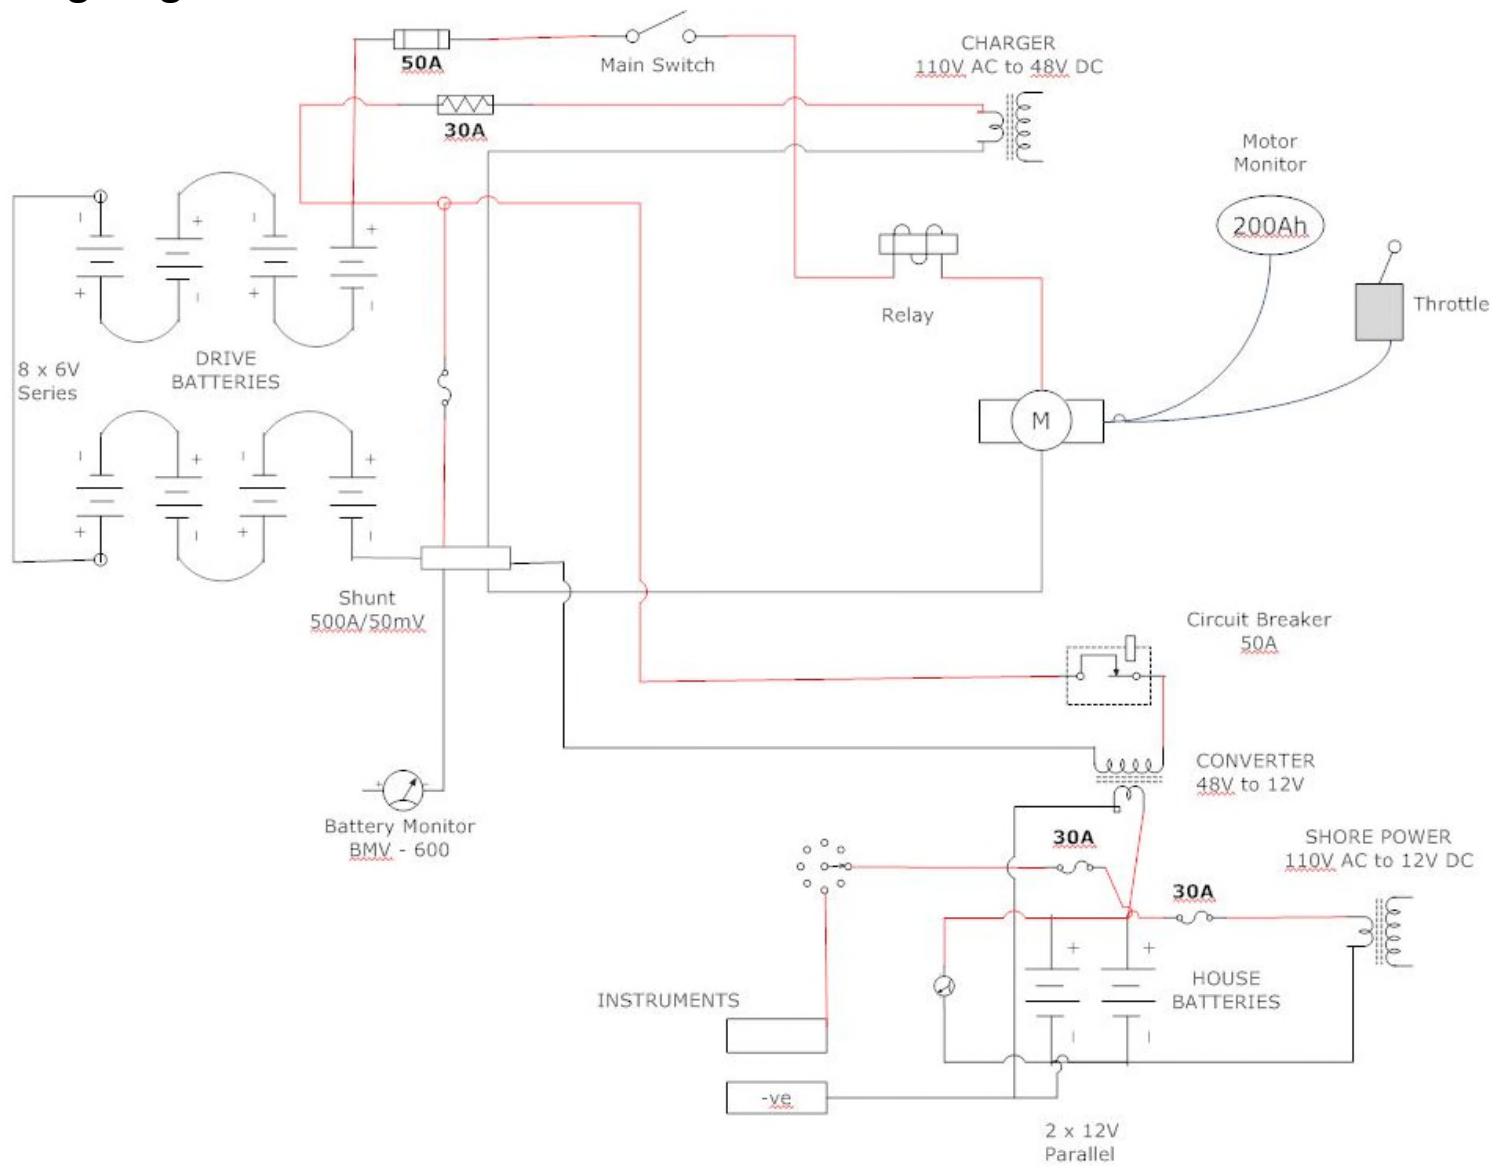 50A
Main Switch
CHARGER
110V AC to 48V DC
30A
Motor
Monitor
200Ah
Throttle
Relay
-
+
-
+
+
-
+
-
DRIVE
BATTERIES
8 x 6V
Series
M
-
+
-
+
+
-
+
-
Shunt
500A/50mV
Circuit Breaker
50A
CONVERTER
48V to 12V
+
-
Battery Monitor
BMV - 600
30A
SHORE POWER
110V AC to 12V DC
30A
+
+
HOUSE
BATTERIES
INSTRUMENTS
-
-
-ve
2 x 12V
Parallel